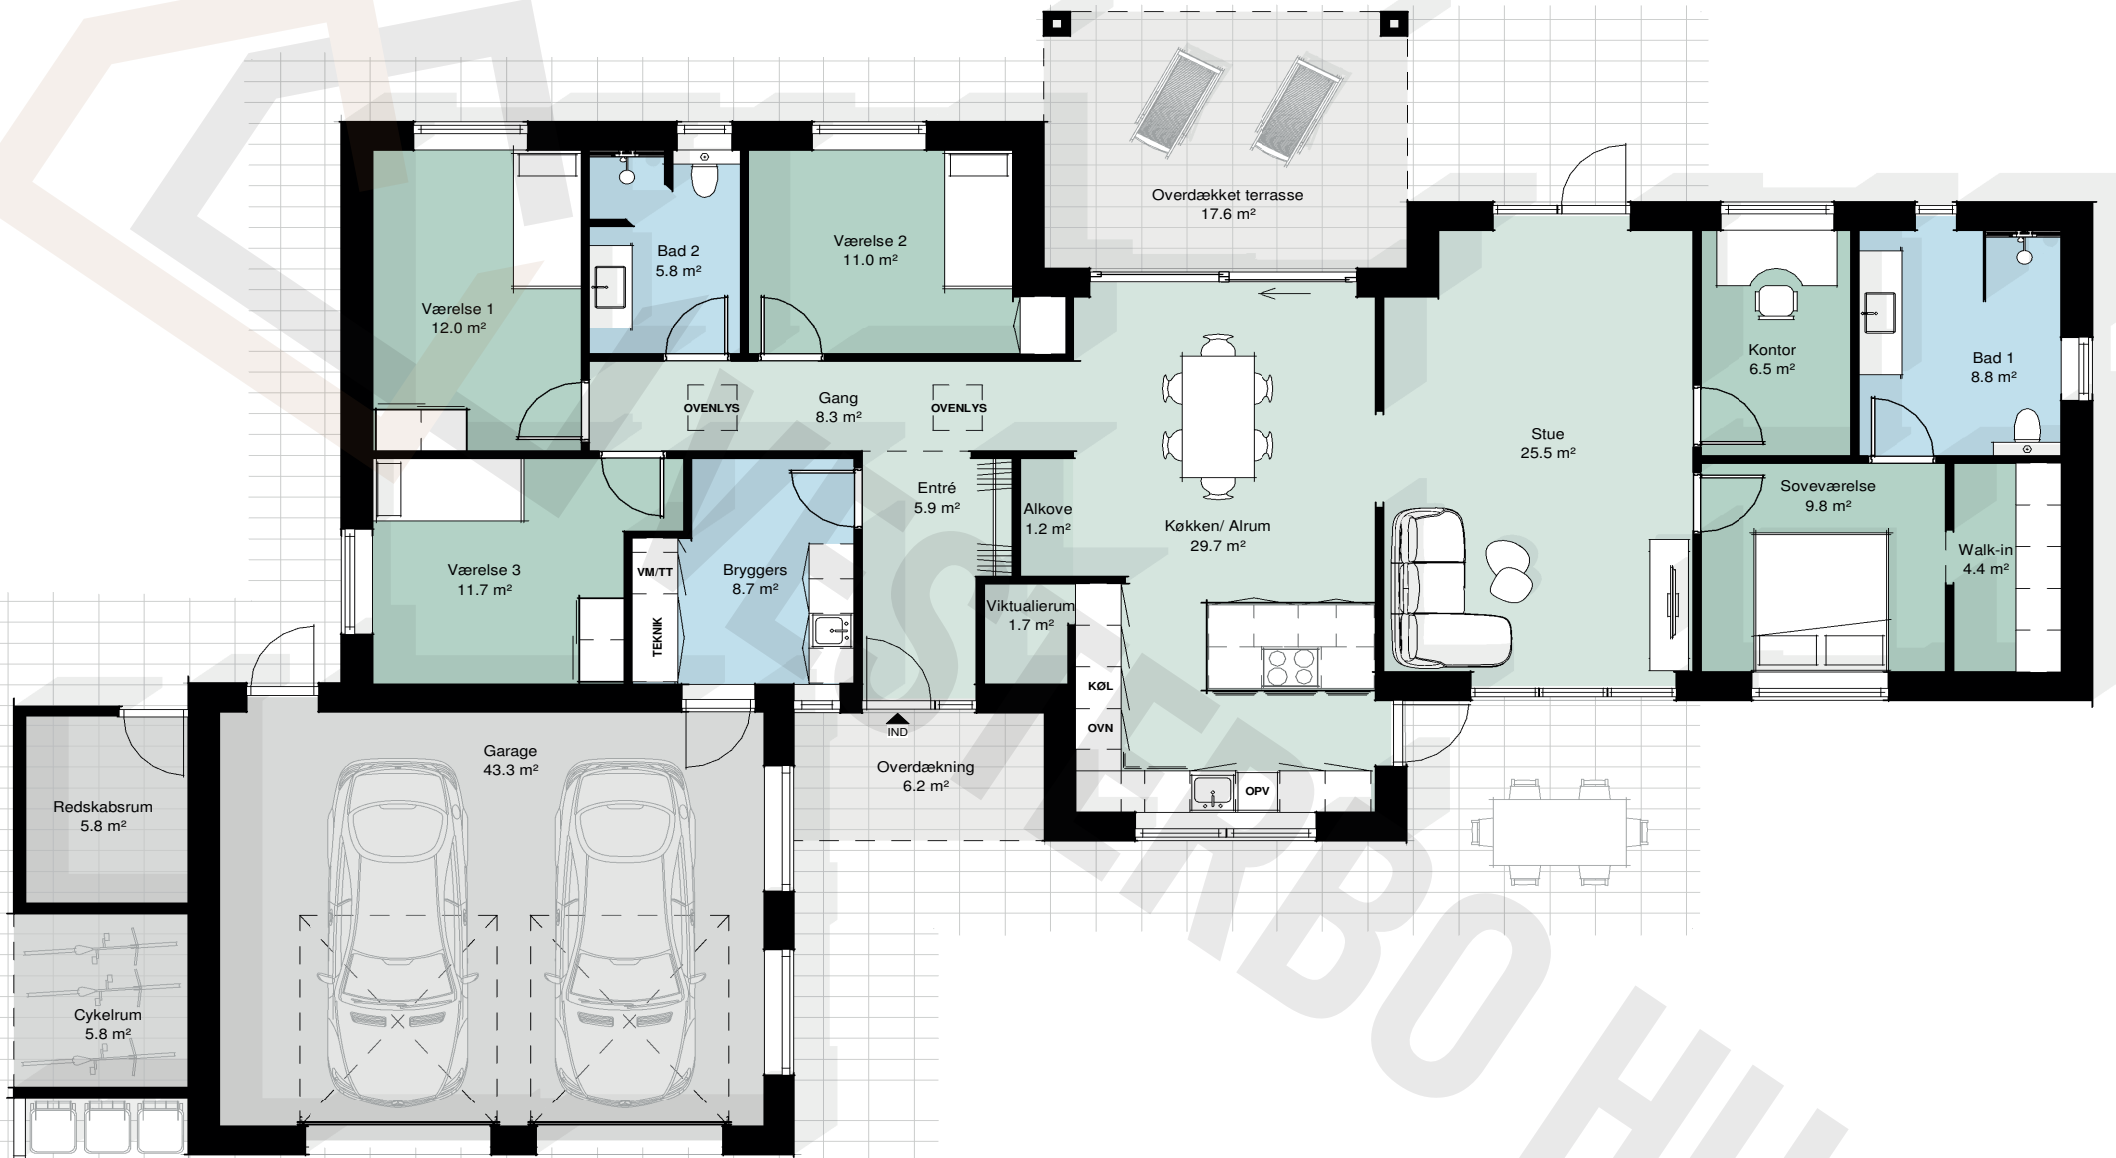 Overdækket terrasse
17.6 m²
Værelse 1
12.0 m²
Bad 2
5.8 m²
Værelse 2
11.0 m²
Kontor
6.5 m²
Bad 1
8.8 m²
OVENLYS
Gang
8.3 m²
OVENLYS
Stue
25.5 m²
Entré
5.9 m²
Alkove
1.2 m²
Køkken/ Alrum
29.7 m²
Soveværelse
9.8 m²
Walk-in
4.4 m²
Værelse 3
11.7 m²
VM/TT
TEKNIK
Bryggers
8.7 m²
Viktualierum
1.7 m²
KØL
OVN
OPV
IND
Overdækning
6.2 m²
Garage
43.3 m²
Redskabsrum
5.8 m²
Cykelrum
5.8 m²
VESTERBO HU